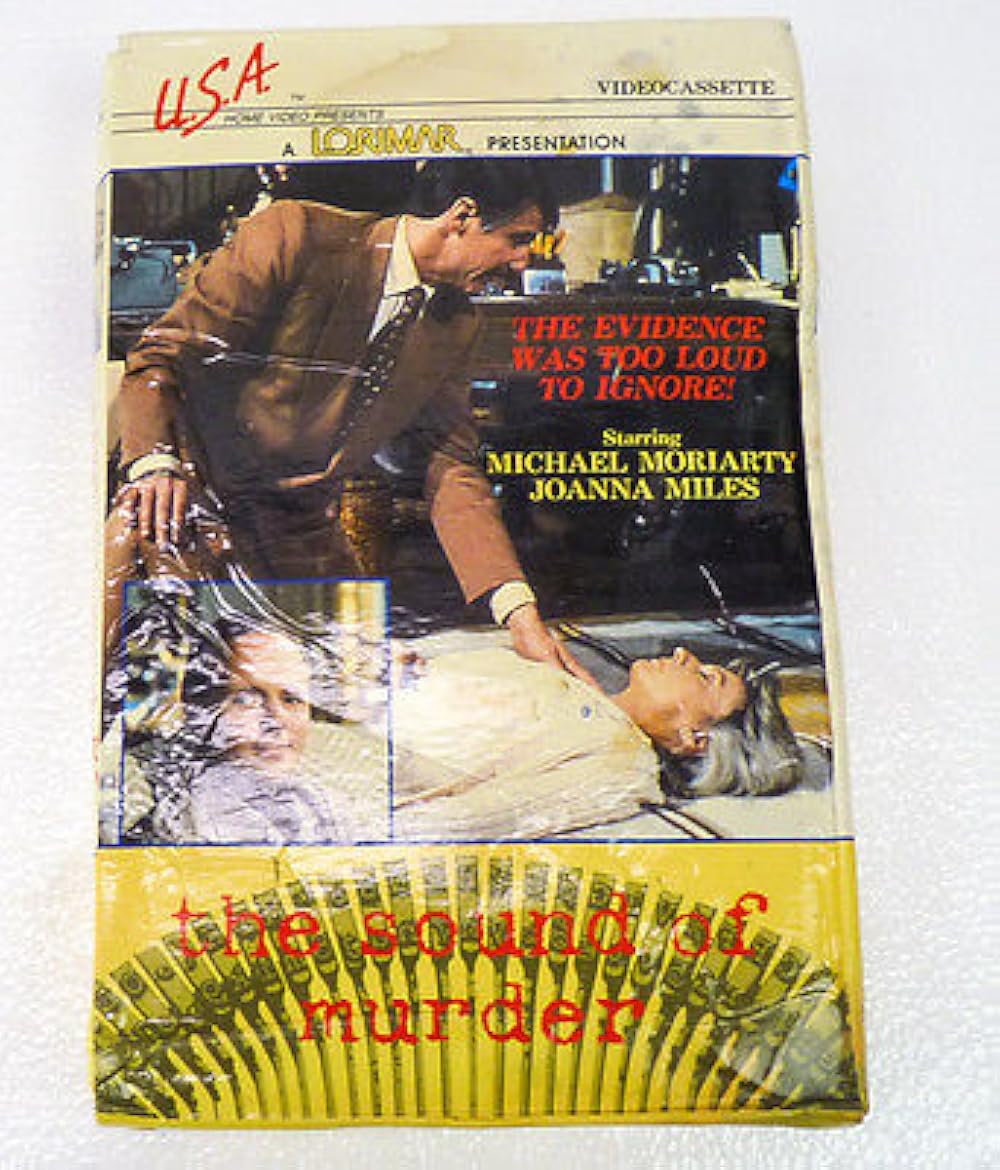 U.S.A.™
VIDEOCASSETTE
HOME VIDEO PRESENTS
A LORIMAR PRESENTATION
THE EVIDENCE
WAS TOO LOUD
TO IGNORE!
Starring
MICHAEL MORIARTY
JOANNA MILES
the sound of
murder